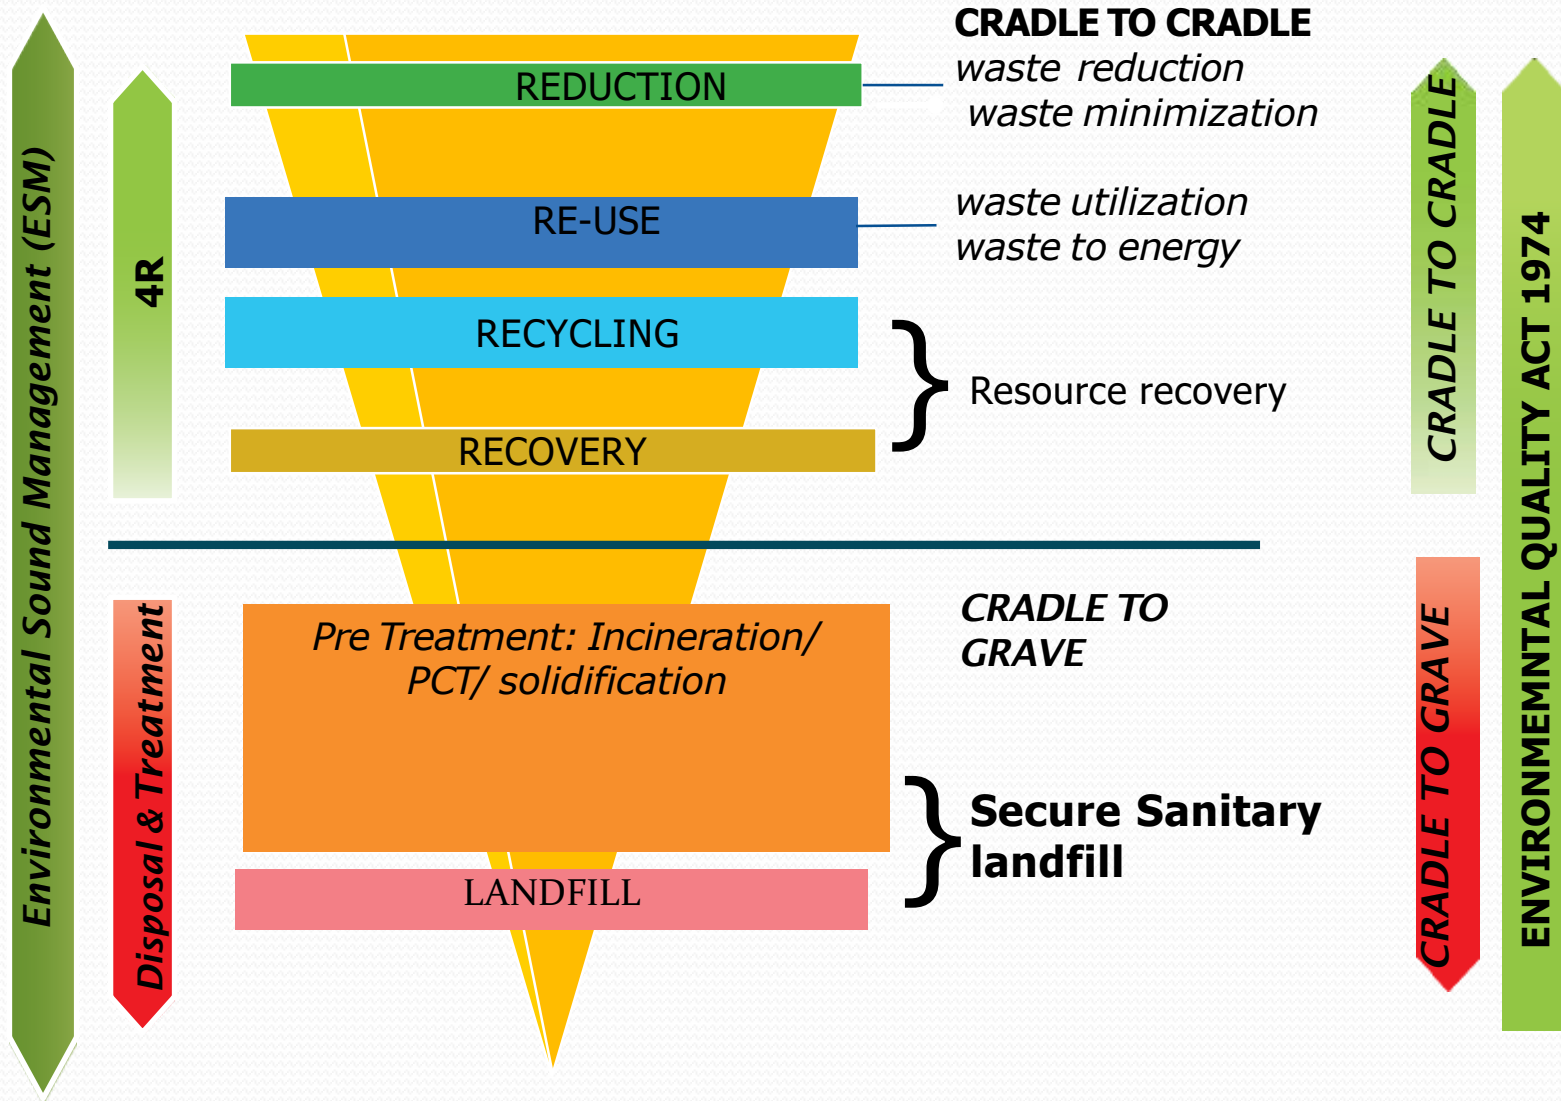 Environmental Sound Management (ESM)
4R
Disposal & Treatment
REDUCTION
RE-USE
RECYCLING
RECOVERY
Pre Treatment: Incineration/
PCT/ solidification
LANDFILL
CRADLE TO CRADLE
waste reduction
waste minimization
waste utilization
waste to energy
}
Resource recovery
CRADLE TO
GRAVE
}
Secure Sanitary
landfill
CRADLE TO CRADLE
CRADLE TO GRAVE
ENVIRONMEMNTAL QUALITY ACT 1974